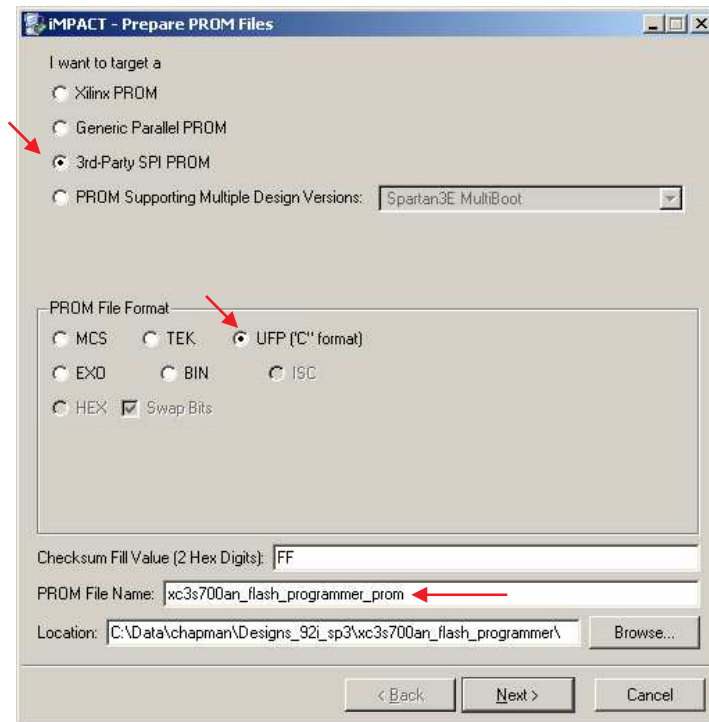 iMPACT - Prepare PROM Files
I want to target a
Xilinx PROM
Generic Parallel PROM
3rd-Party SPI PROM
PROM Supporting Multiple Design Versions: Spartan3E MultiBoot
PROM File Format
MCS TEK UFP ("C" format)
EXO BIN ISC
HEX Swap Bits
Checksum Fill Value (2 Hex Digits): FF
PROM File Name: xc3s700an_flash_programmer_prom
Location: C:\Data\chapman\Designs_92i_sp3\xc3s700an_flash_programmer\ Browse...
< Back Next > Cancel